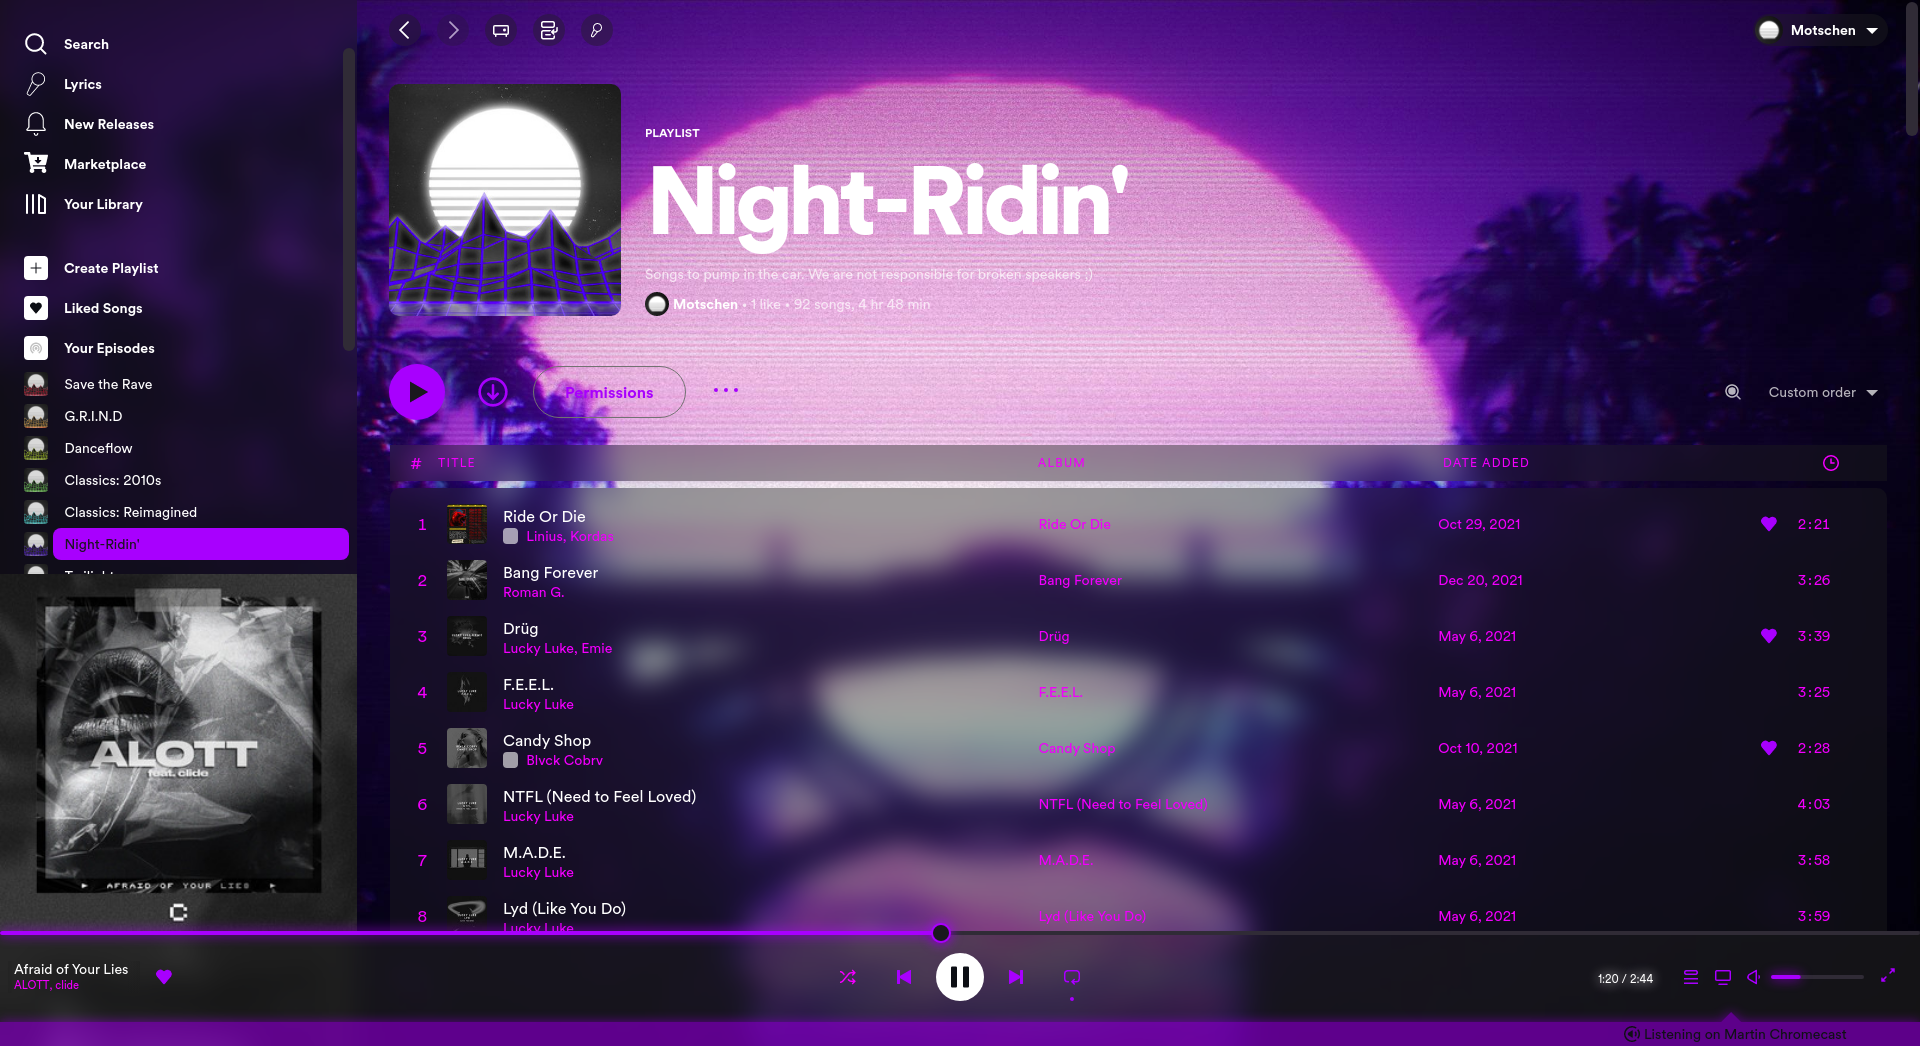 Search
Lyrics
New Releases
Marketplace
Your Library
Create Playlist
Liked Songs
Your Episodes
Save the Rave
G.R.I.N.D
Danceflow
Classics: 2010s
Classics: Reimagined
Night-Ridin'
ALOTT
feat. clide
AFRAID OF YOUR LIES
Motschen
PLAYLIST
Night-Ridin'
Songs to pump in the car. We are not responsible for broken speakers :)
Motschen • 1 like • 92 songs, 4 hr 48 min
Permissions
Custom order
# TITLE ALBUM DATE ADDED
1 Ride Or Die Ride Or Die Oct 29, 2021 2:21
Linius, Kordas
2 Bang Forever Bang Forever Dec 20, 2021 3:26
Roman G.
3 Drüg Drüg May 6, 2021 3:39
Lucky Luke, Emie
4 F.E.E.L. F.E.E.L. May 6, 2021 3:25
Lucky Luke
5 Candy Shop Candy Shop Oct 10, 2021 2:28
Blvck Cobrv
6 NTFL (Need to Feel Loved) NTFL (Need to Feel Loved) May 6, 2021 4:03
Lucky Luke
7 M.A.D.E. M.A.D.E. May 6, 2021 3:58
Lucky Luke
8 Lyd (Like You Do) Lyd (Like You Do) May 6, 2021 3:59
Lucky Luke
Afraid of Your Lies
ALOTT, clide
1:20 / 2:44
Listening on Martin Chromecast